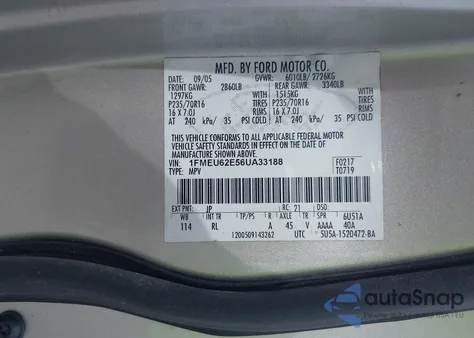 MFD. BY FORD MOTOR CO.
DATE: 09/05 GVWR: 6010LB/ 2726KG
FRONT GAWR: 2860LB REAR GAWR: 3340LB
1297KG WITH 1515KG WITH
P235/70R16 TIRES P235/70R16 TIRES
16 X 7.0J RIMS 16 X 7.0J RIMS
AT 240 kPa/ 35 PSI COLD AT 240 kPa/ 35 PSI COLD
THIS VEHICLE CONFORMS TO ALL APPLICABLE FEDERAL MOTOR
VEHICLE SAFETY STANDARDS IN EFFECT ON THE DATE OF
MANUFACTURE SHOWN ABOVE.
VIN: 1FMEU62E56UA33188 F0217
TYPE: MPV T0719
EXT PNT: JP RC: 21 DSO:
WB INT TR TP/PS R AXLE TR SPR 6U51A
114 RL A 45 V AAAA 40A
1200509143262 UTC 5U5A-1520472-BA
autoSnap